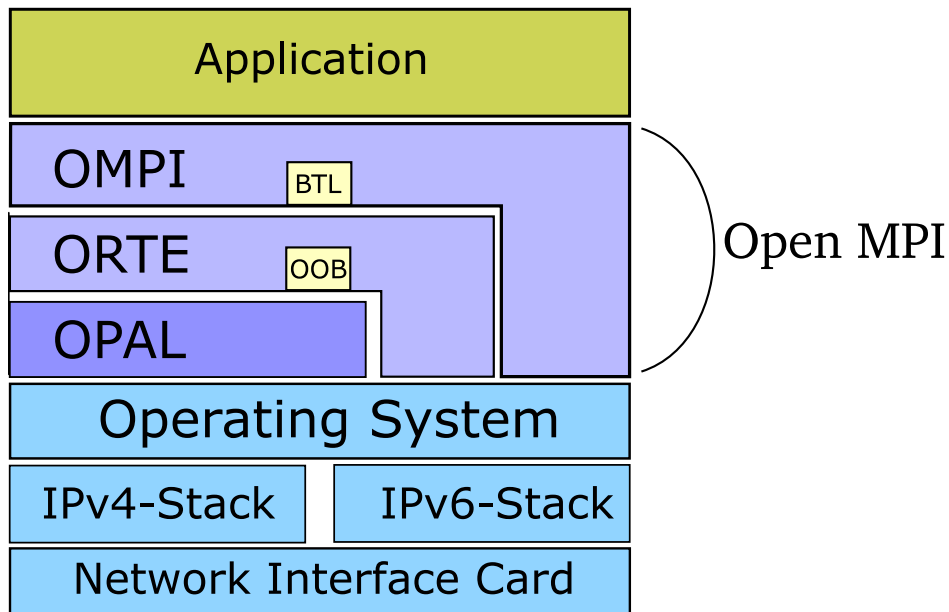 Application
OMPI
BTL
ORTE
OOB
OPAL
Open MPI
Operating System
IPv4-Stack
IPv6-Stack
Network Interface Card